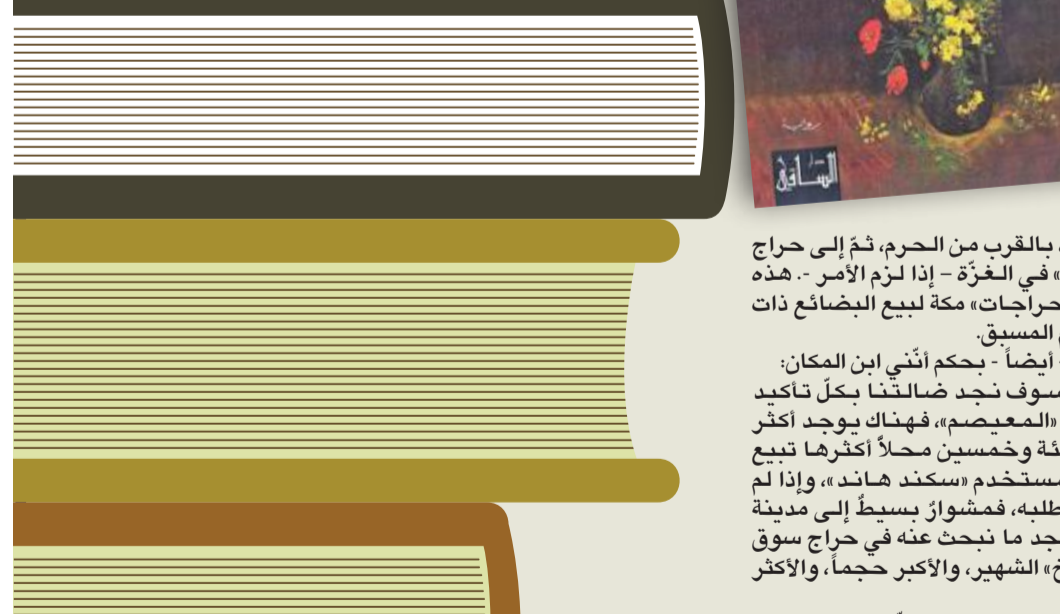 رواية
الساقي
بالقرب من الحرم، ثمّ إلى حراج
» في الغزّة – إذا لزم الأمر -. هذه
حراجات» مكة لبيع البضائع ذات
المسبق.
- أيضاً - بحكم أنّني ابن المكان:
سوف نجد ضالتنا بكلّ تأكيد
«المعيصم»، فهناك يوجد أكثر
ئة وخمسين محلاًّ أكثرها تبيع
مستخدم «سكند هاند»، وإذا لم
طلبه، فمشوارٌ بسيطٌ إلى مدينة
جد ما نبحث عنه في حراج سوق
خ» الشهير، والأكبر حجماً، والأكثر